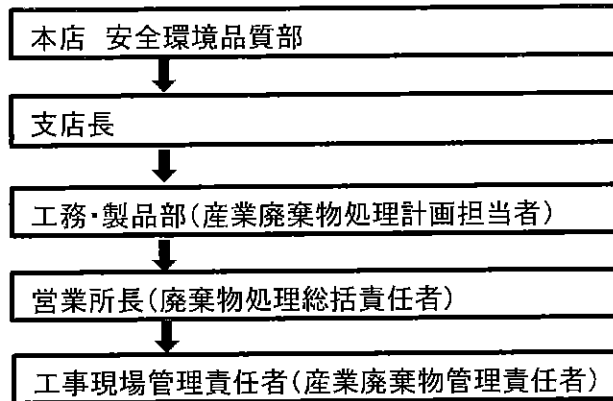 本店 安全環境品質部
支店長
工務・製品部(産業廃棄物処理計画担当者)
営業所長(廃棄物処理総括責任者)
工事現場管理責任者(産業廃棄物管理責任者)